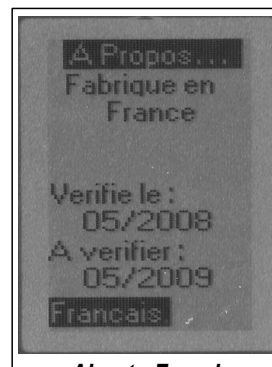 A Propos...
Fabrique en
France
Verifie le :
05/2008
A verifier :
05/2009
Francais